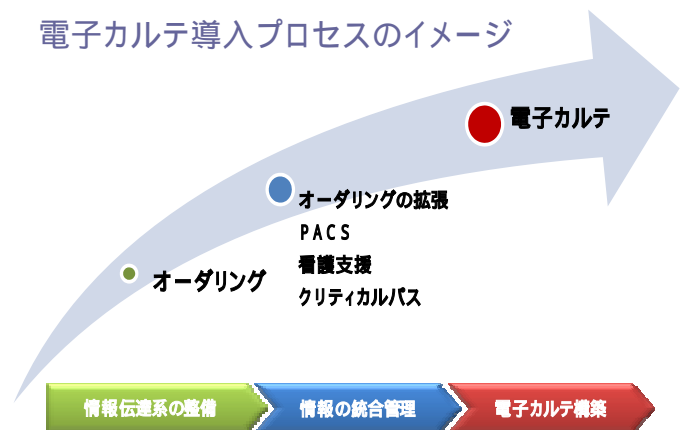 電子カルテ導入プロセスのイメージ
電子カルテ
オーダリングの拡張
PACS
看護支援
クリティカルパス
オーダリング
情報伝達系の整備
情報の統合管理
電子カルテ構築